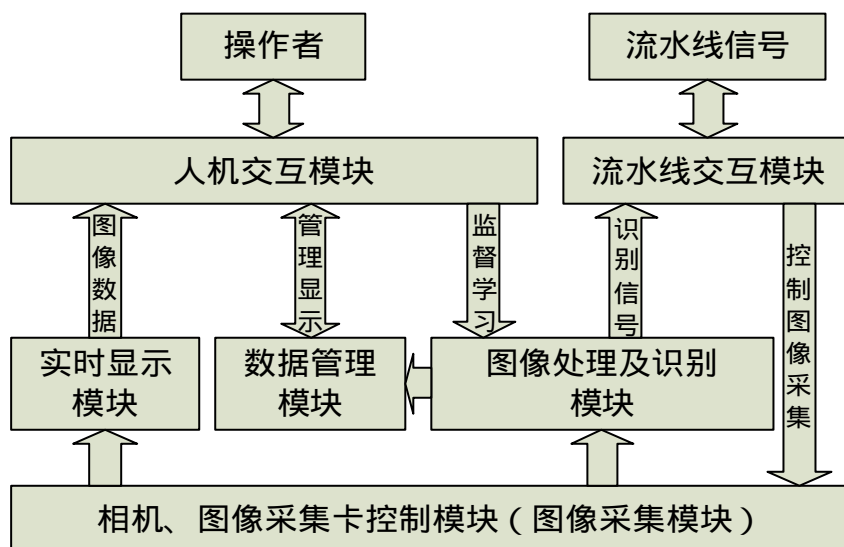 操作者
流水线信号
人机交互模块
流水线交互模块
图像数据
管理显示
监督学习
识别信号
控制图像采集
实时显示
模块
数据管理
模块
图像处理及识别
模块
相机、图像采集卡控制模块（图像采集模块）